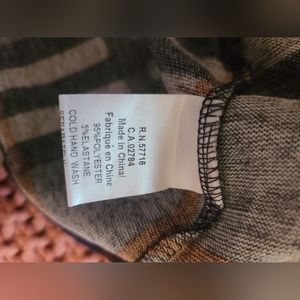 R.N.57716
C.A.02784
Made in China/
Fabriqué en Chine
95%POLYESTER
5%ELASTANE
COLD HAND WASH